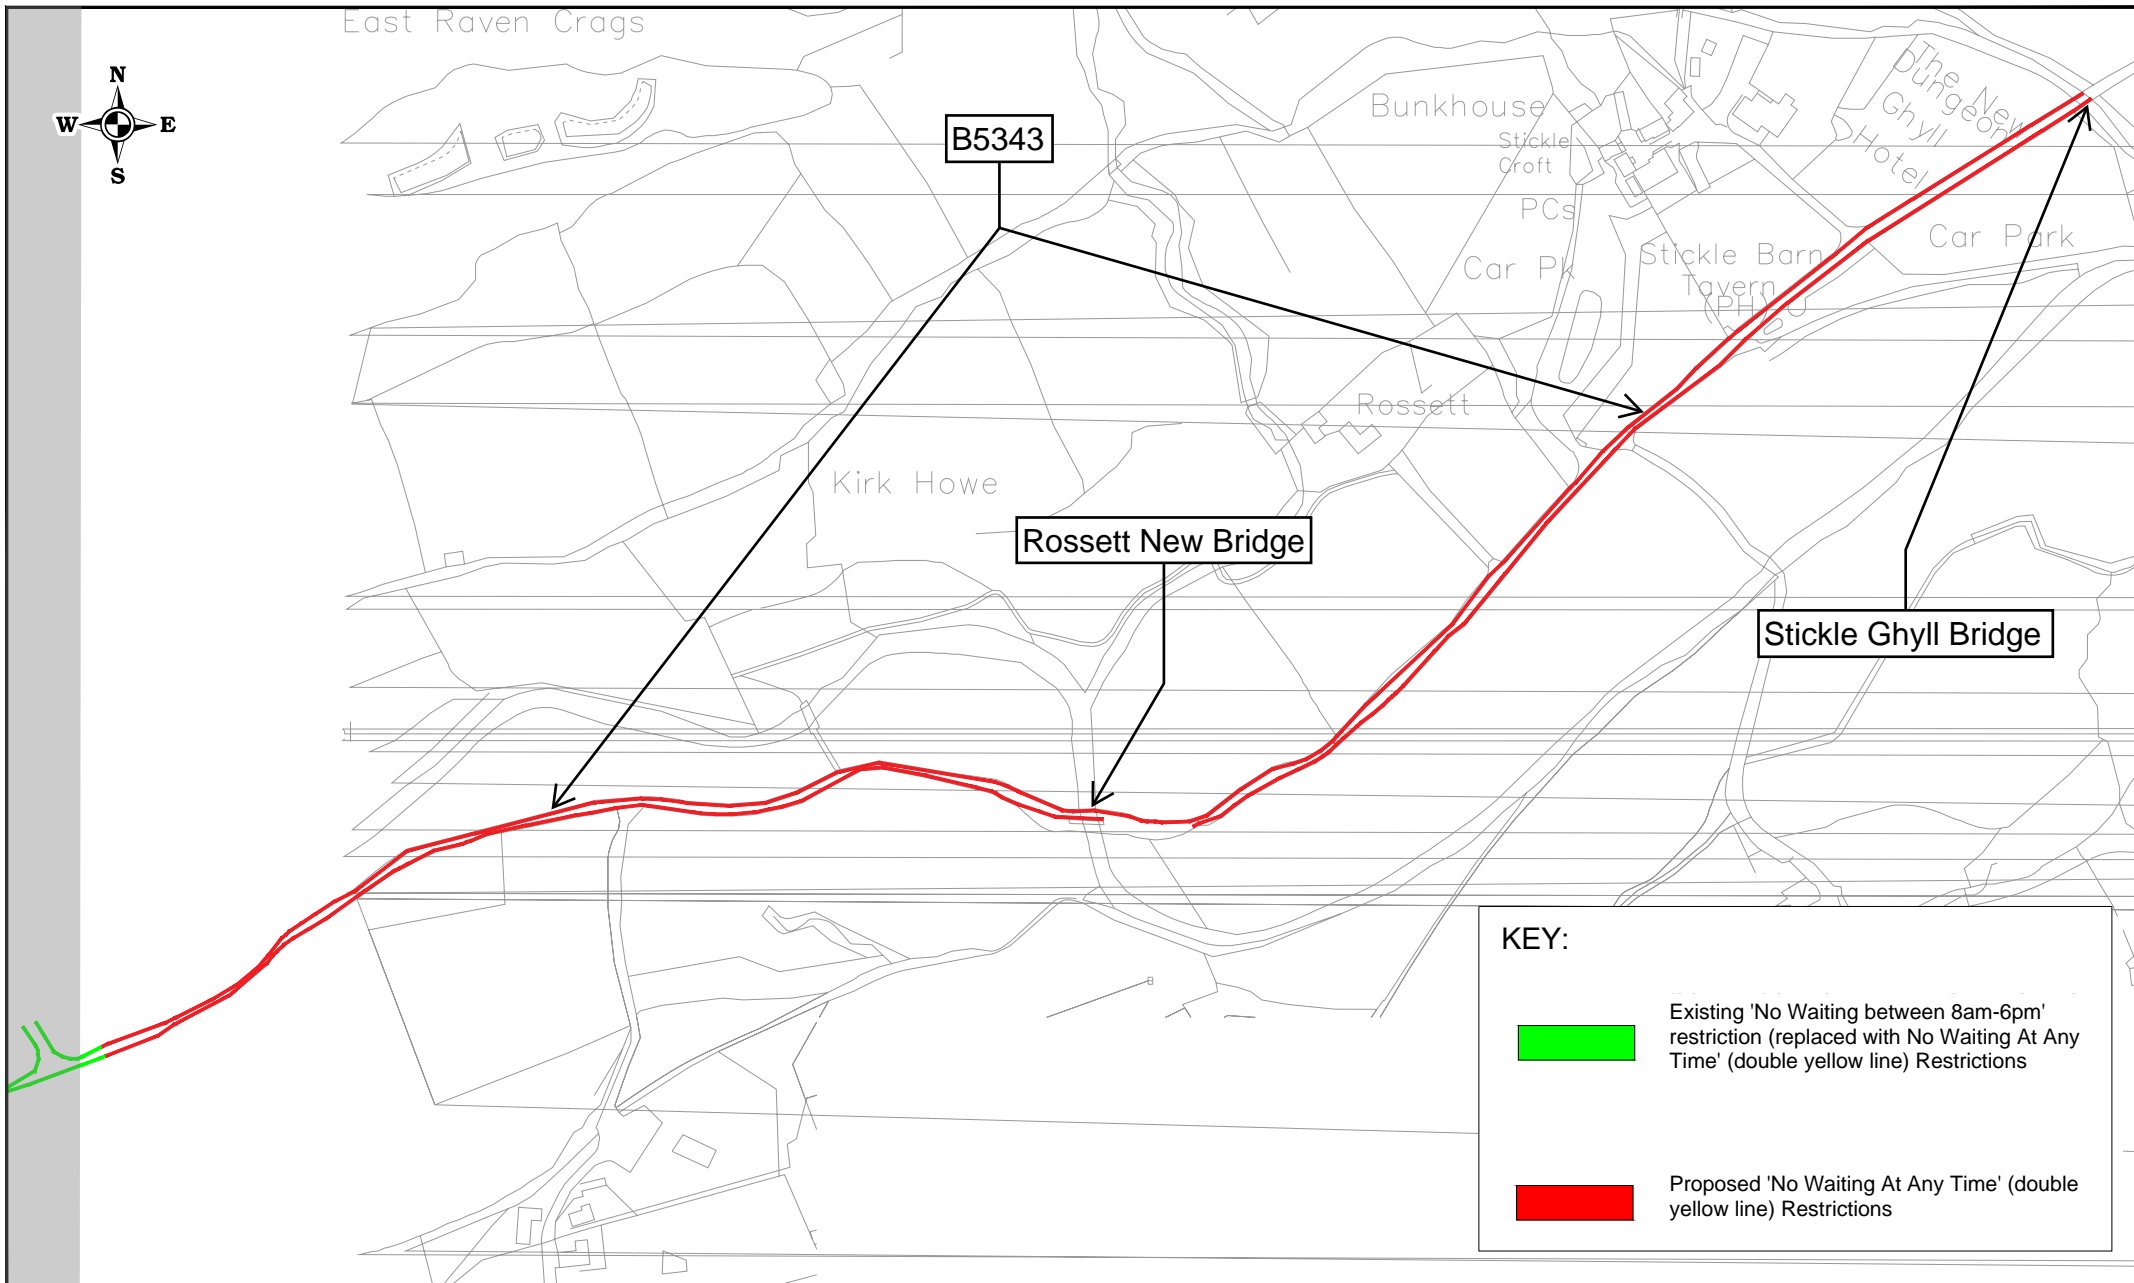 East Raven Crags
N
W E
S
B5343
Bunkhouse
Stickle
Croft
PCs
Car Pk
The New
Dungeon
Ghyll
Hotel
Car Park
Stickle Barn
Tavern
(PH)
Rossett
Kirk Howe
Rossett New Bridge
Stickle Ghyll Bridge
KEY:
Existing 'No Waiting between 8am-6pm'
restriction (replaced with No Waiting At Any
Time' (double yellow line) Restrictions
Proposed 'No Waiting At Any Time' (double
yellow line) Restrictions